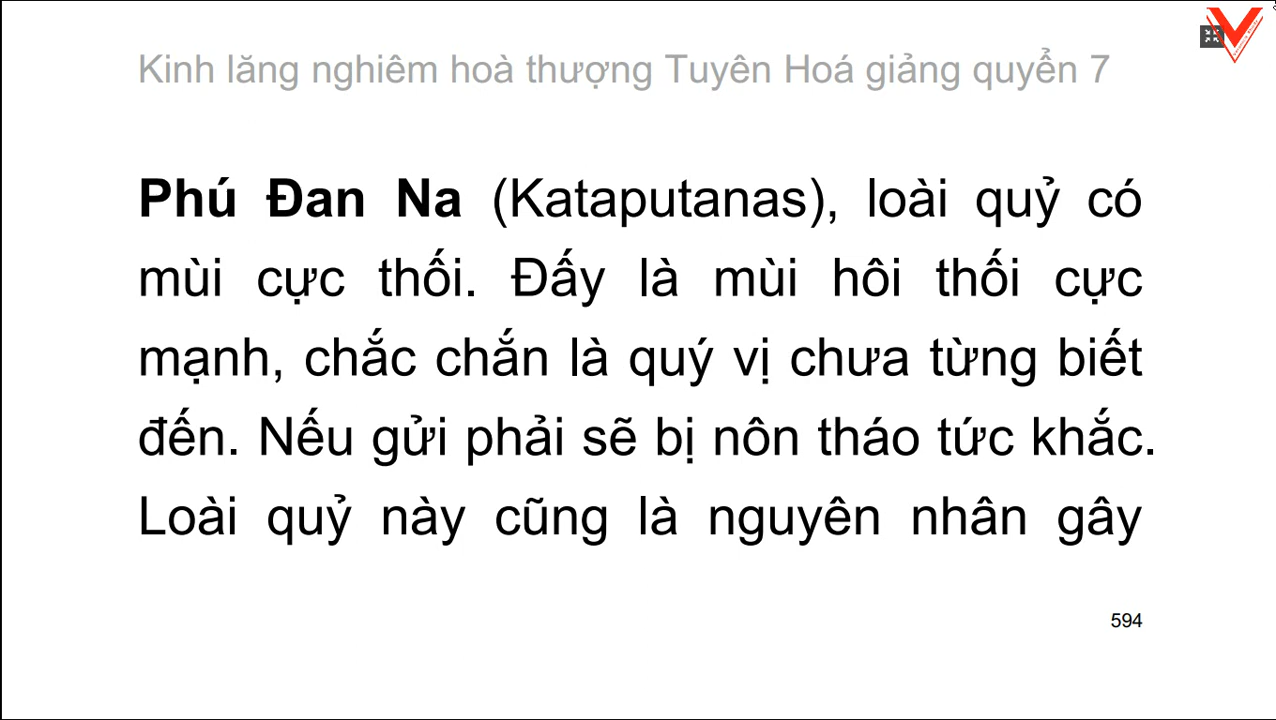 Kinh lăng nghiêm hoà thượng Tuyên Hoá giảng quyển 7
Phú Đan Na (Kataputanas), loài quỷ có
mùi cực thối. Đấy là mùi hôi thối cực
mạnh, chắc chắn là quý vị chưa từng biết
đến. Nếu gửi phải sẽ bị nôn tháo tức khắc.
Loài quỷ này cũng là nguyên nhân gây
594